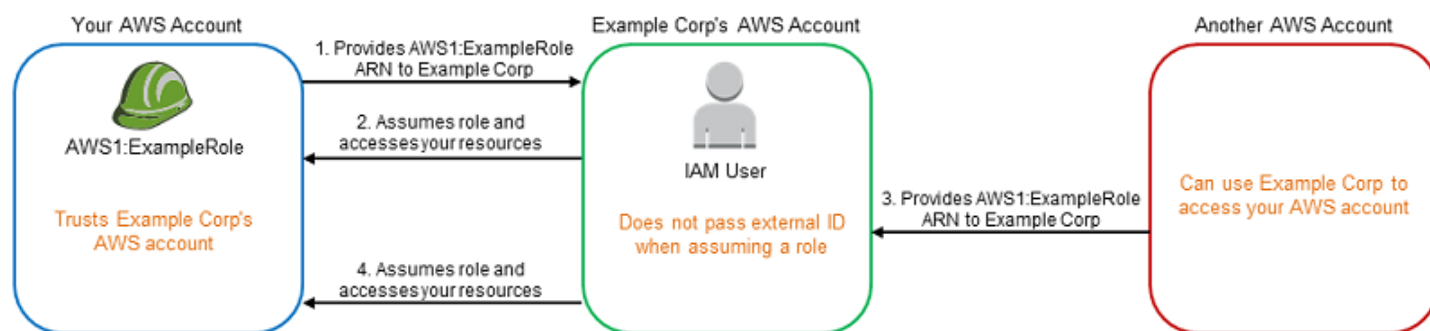 Your AWS Account
Example Corp's AWS Account
Another AWS Account
1. Provides AWS1:ExampleRole
ARN to Example Corp
2. Assumes role and
accesses your resources
AWS1:ExampleRole
IAM User
Trusts Example Corp's
AWS account
Does not pass external ID
when assuming a role
3. Provides AWS1:ExampleRole
ARN to Example Corp
Can use Example Corp to
access your AWS account
4. Assumes role and
accesses your resources